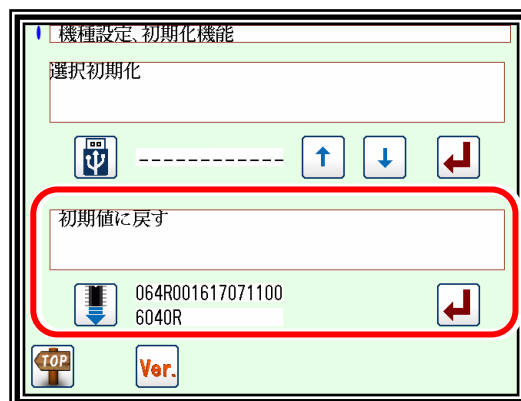 機種設定、初期化機能
選択初期化
------------
初期値に戻す
064R001617071100
6040R
TOP
Ver.